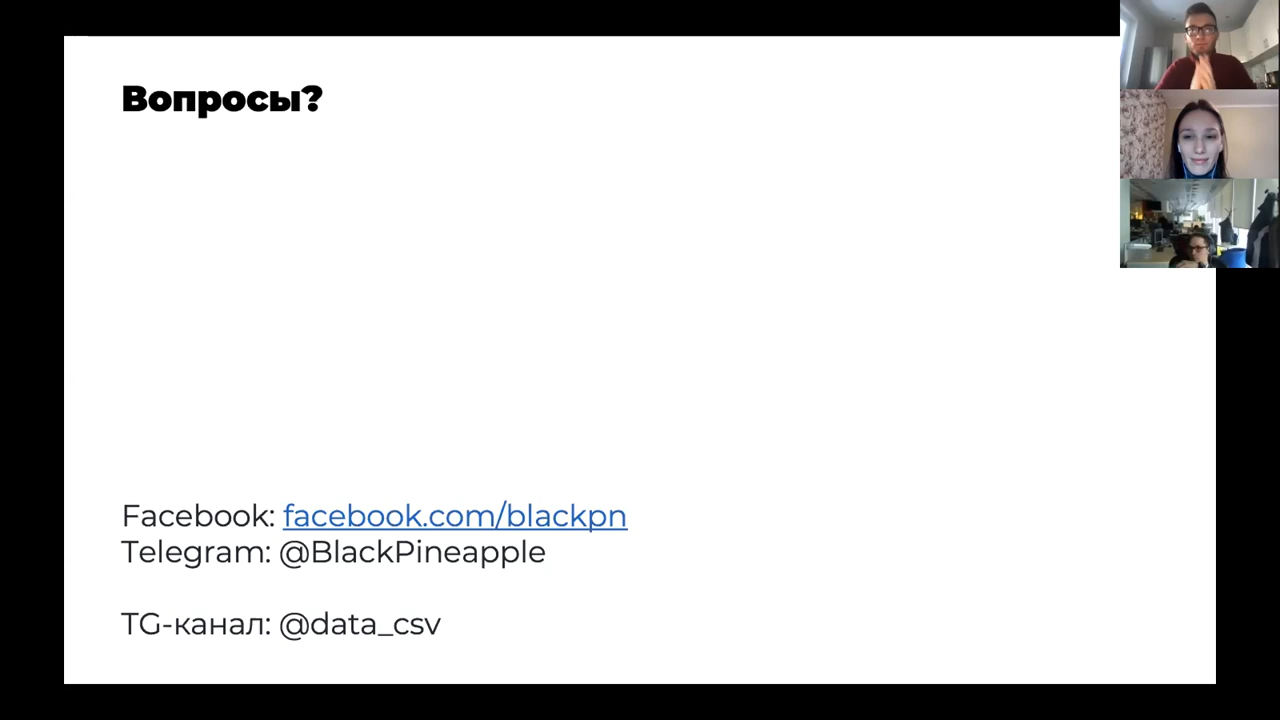 Вопросы?
Facebook: facebook.com/blackpn
Telegram: @BlackPineapple
TG-канал: @data_csv